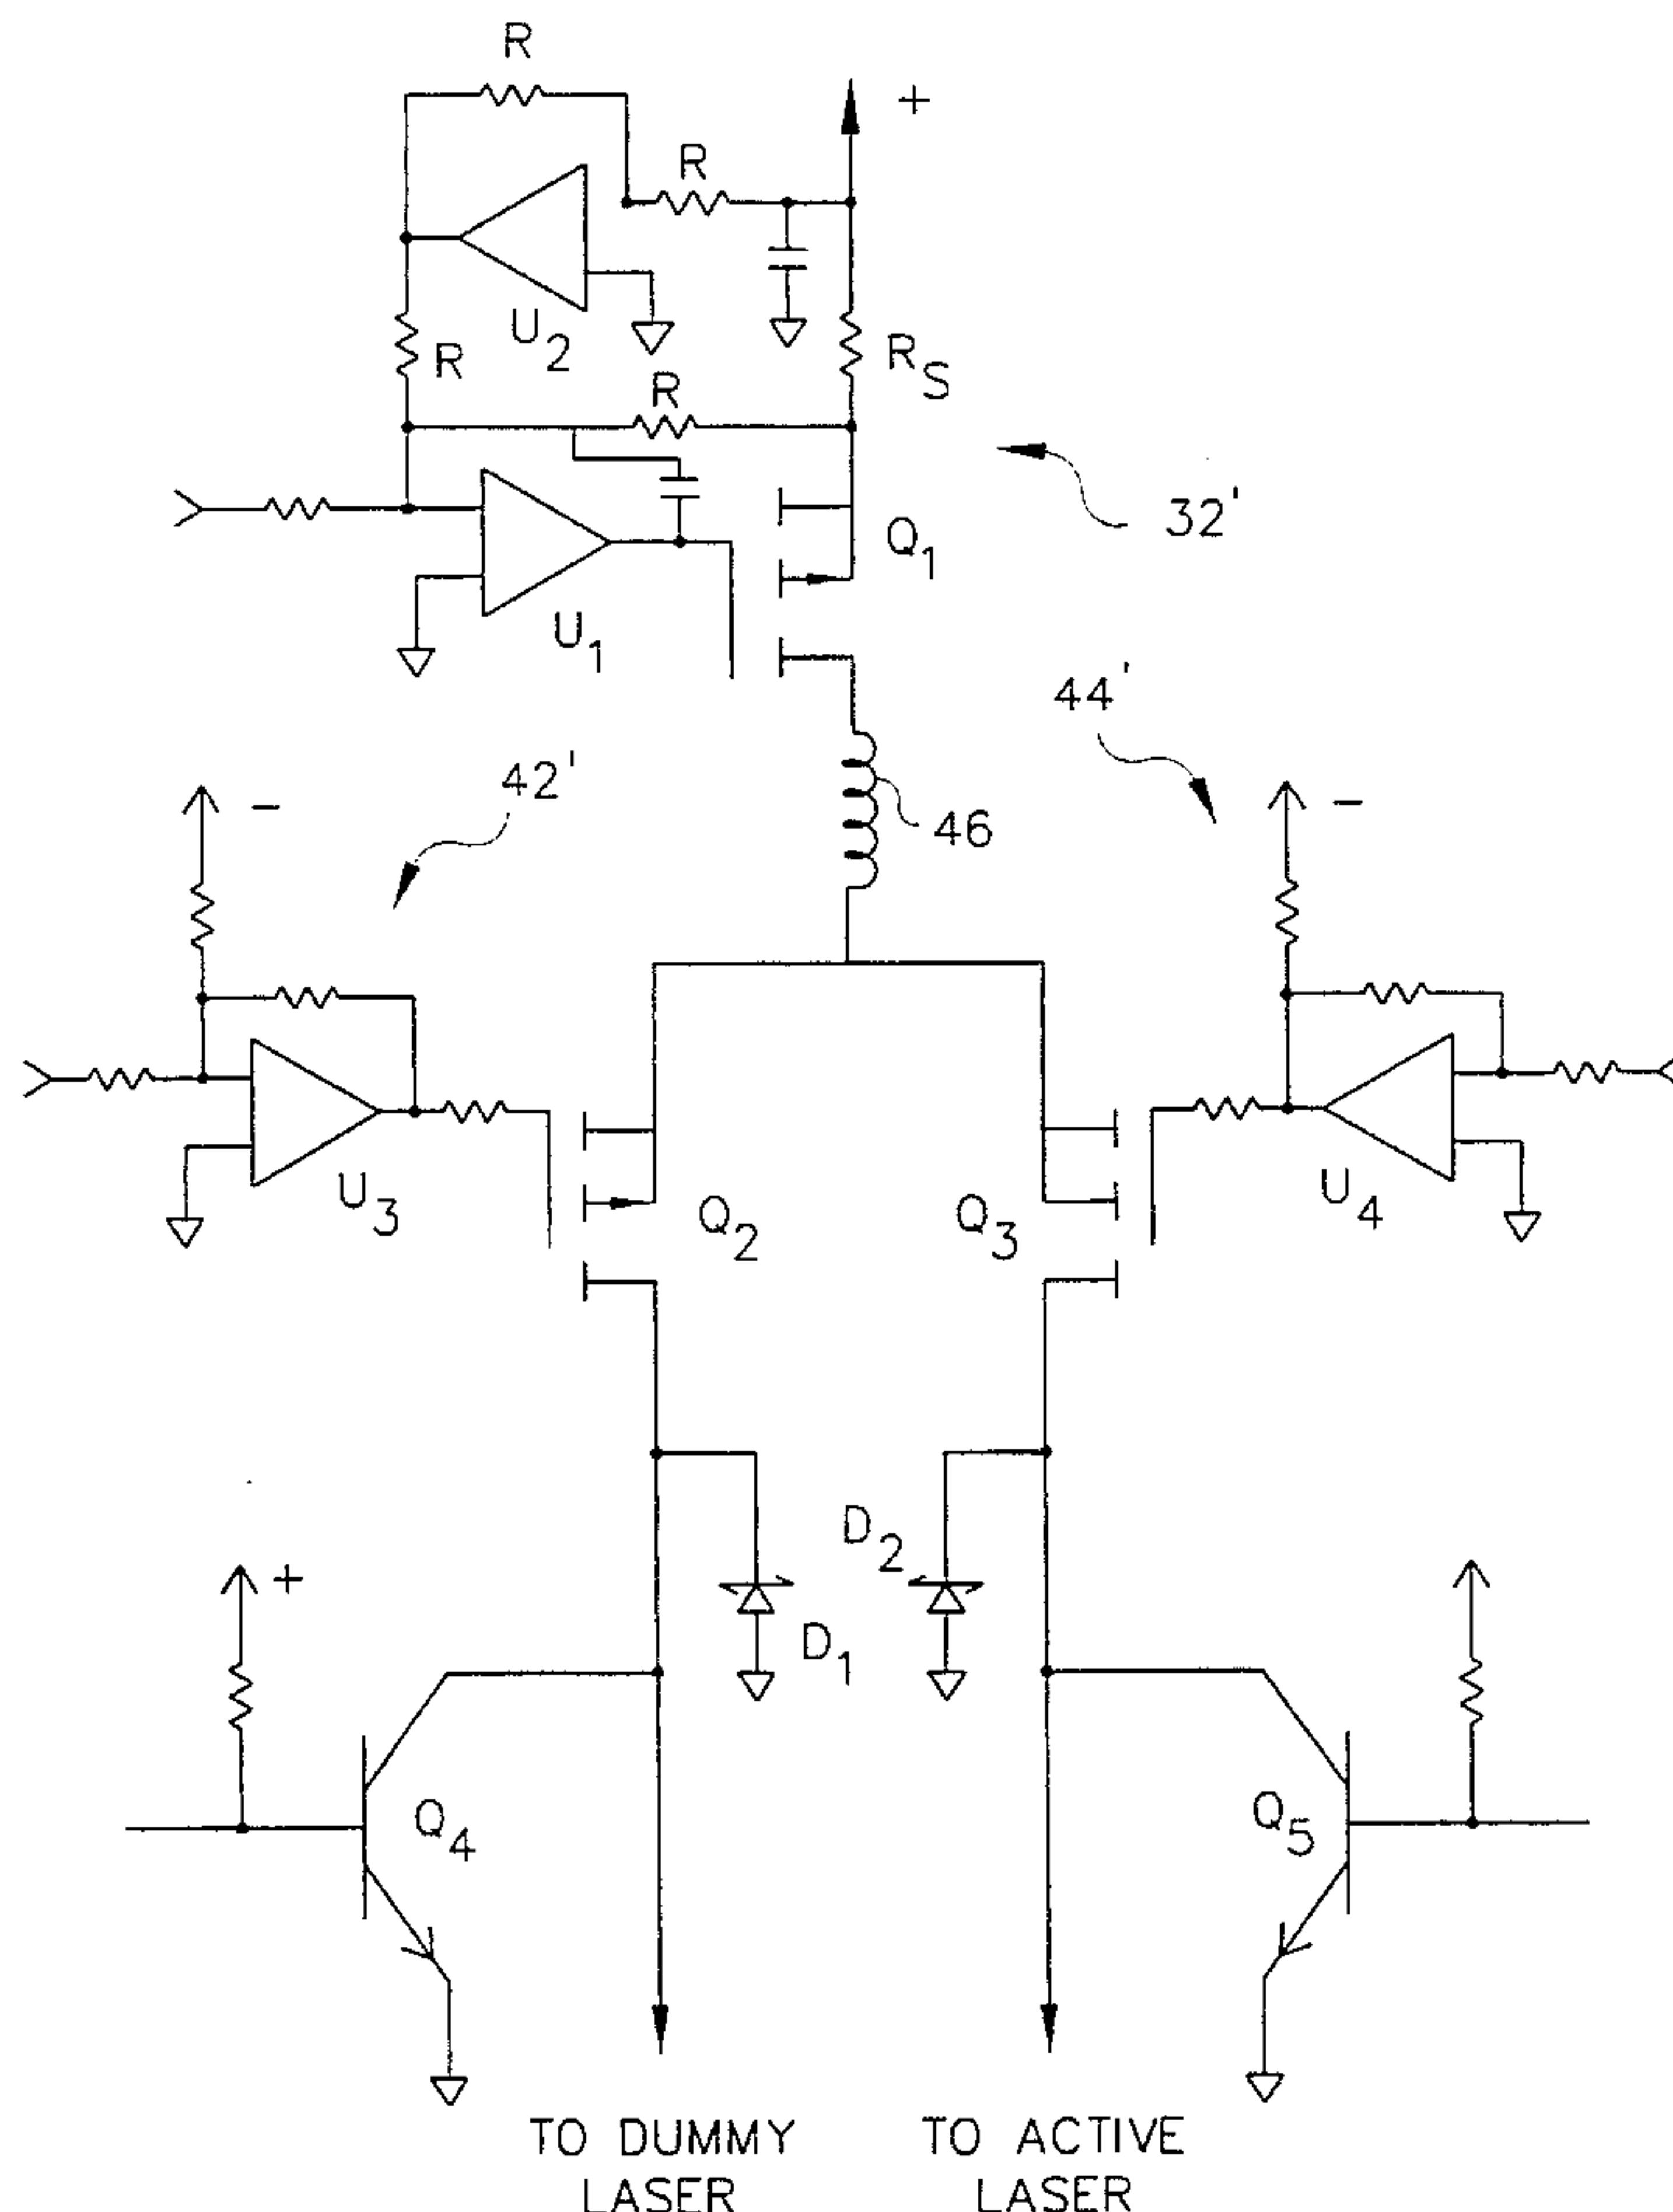 R
+
R
U2
R
RS
R
32'
Q1
U1
44'
42'
-
-
46
U3
Q2
Q3
U4
D2
+
D1
Q4
Q5
TO DUMMY LASER
TO ACTIVE LASER